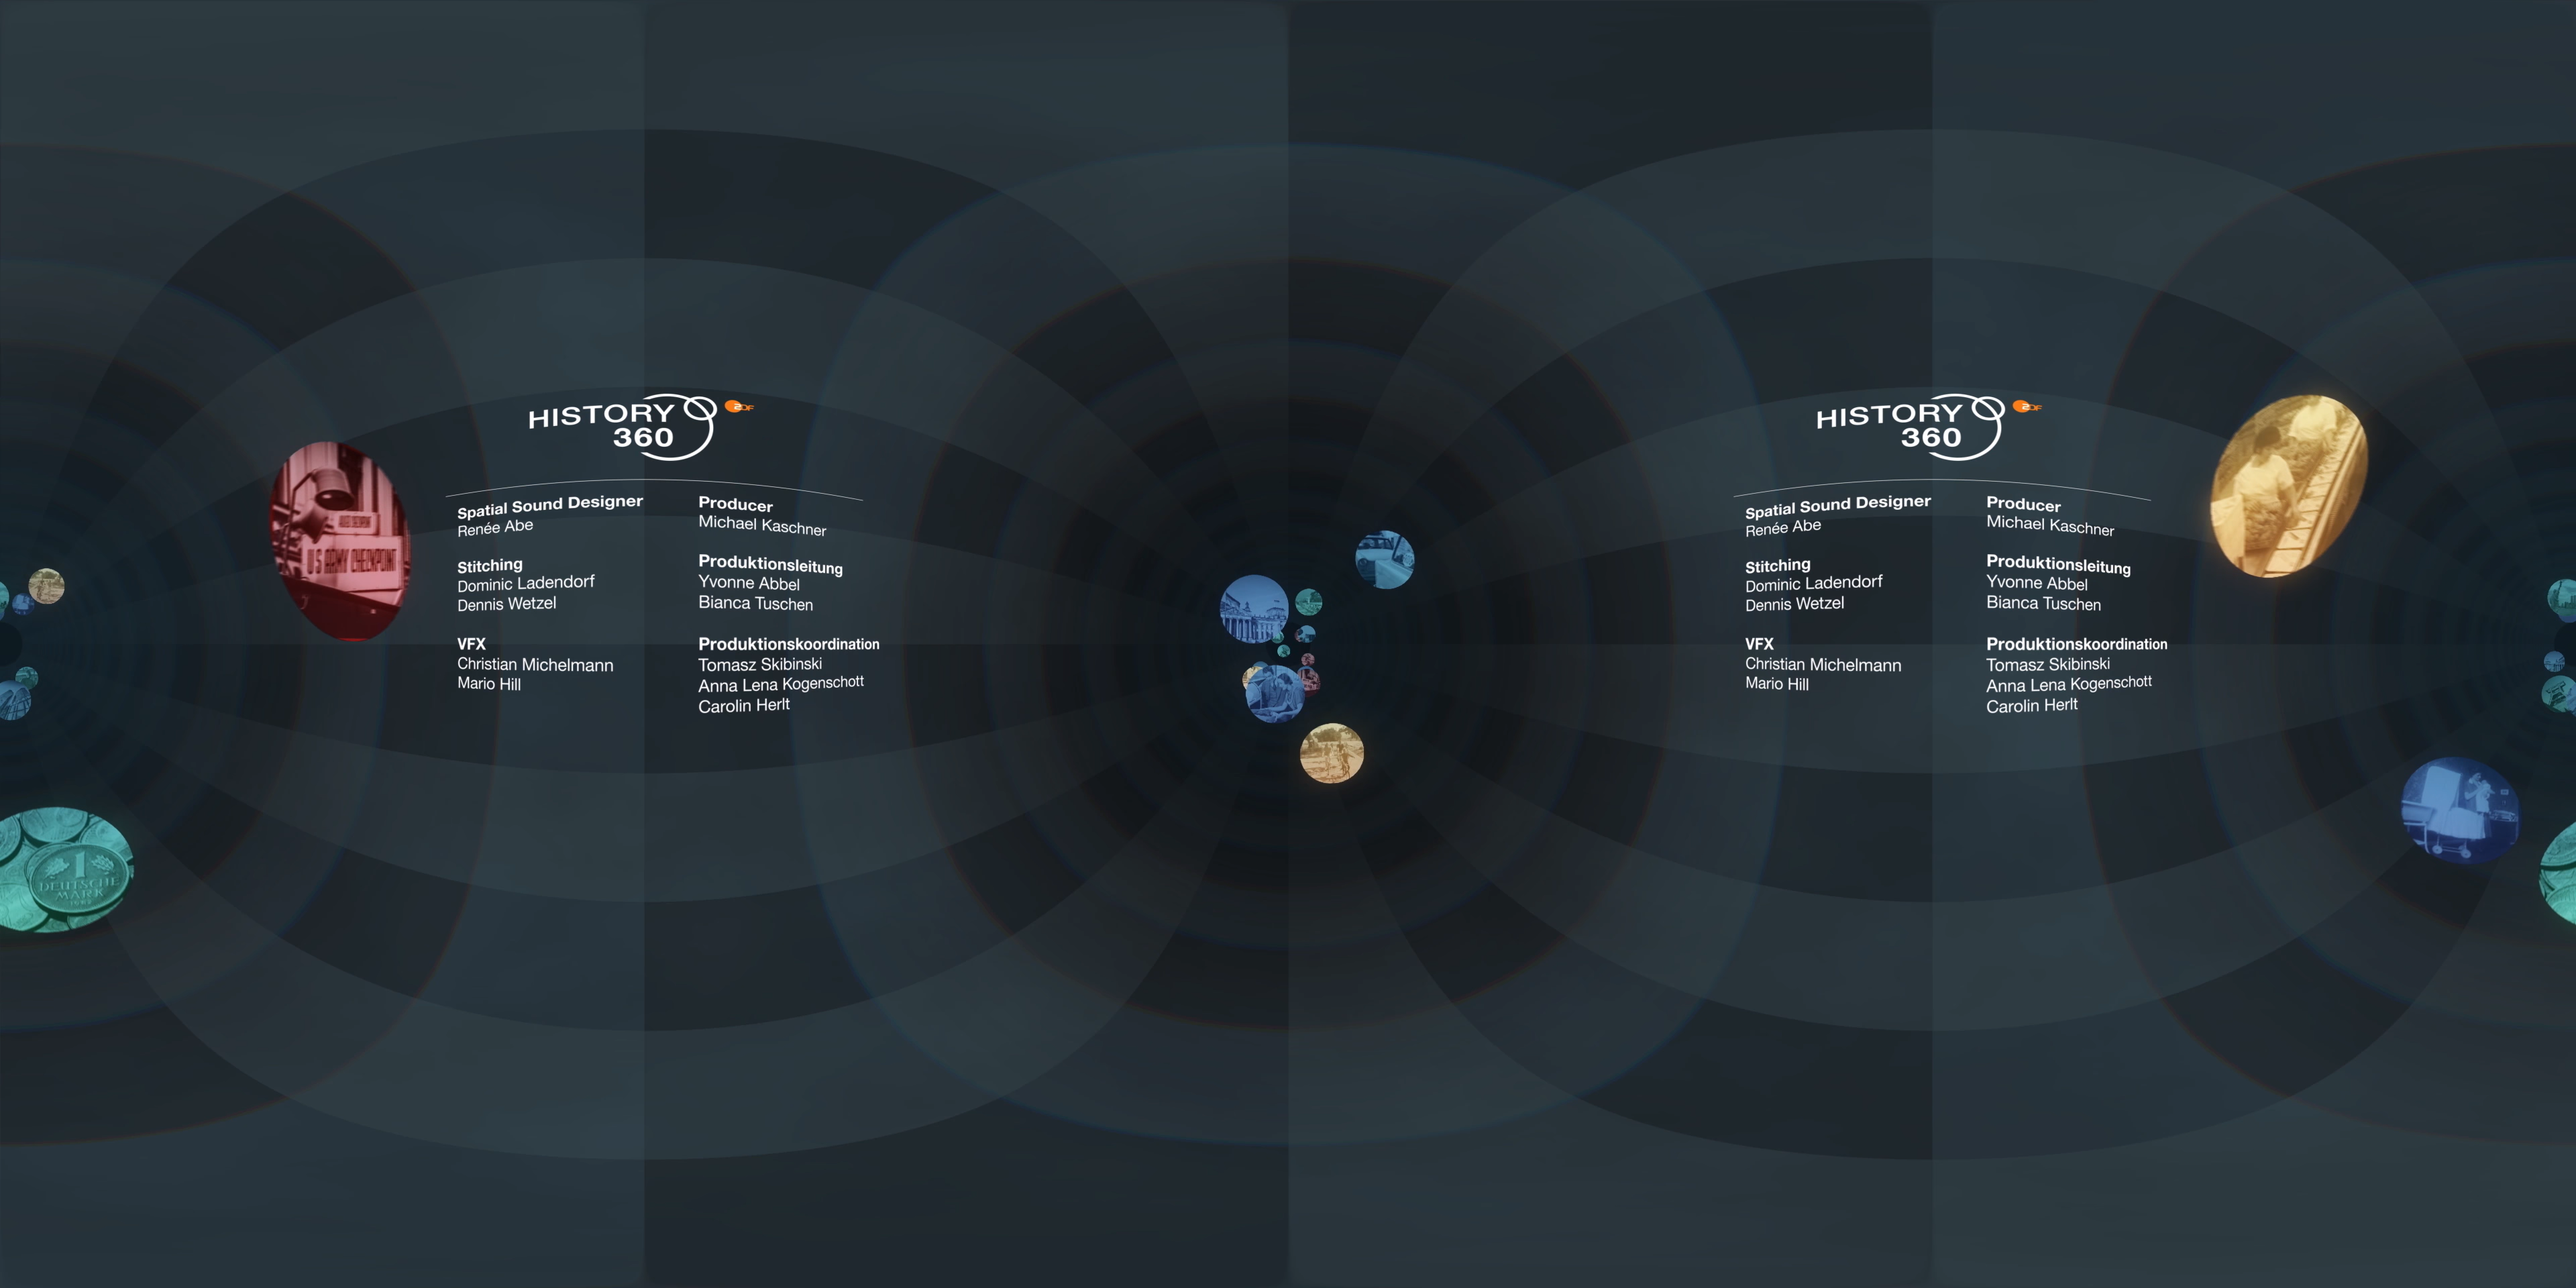 HISTORY
360
ZDF
Spatial Sound Designer
Renée Abe
Stitching
Dominic Ladendorf
Dennis Wetzel
VFX
Christian Michelmann
Mario Hill
Producer
Michael Kaschner
Produktionsleitung
Yvonne Abbel
Bianca Tuschen
Produktionskoordination
Tomasz Skibinski
Anna Lena Kogenschott
Carolin Herlt
HISTORY
360
ZDF
Spatial Sound Designer
Renée Abe
Stitching
Dominic Ladendorf
Dennis Wetzel
VFX
Christian Michelmann
Mario Hill
Producer
Michael Kaschner
Produktionsleitung
Yvonne Abbel
Bianca Tuschen
Produktionskoordination
Tomasz Skibinski
Anna Lena Kogenschott
Carolin Herlt
US ARMY CHECKPOINT
1
DEUTSCHE
MARK